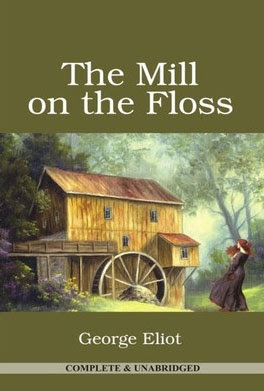 The Mill
on the Floss
George Eliot
COMPLETE & UNABRIDGED